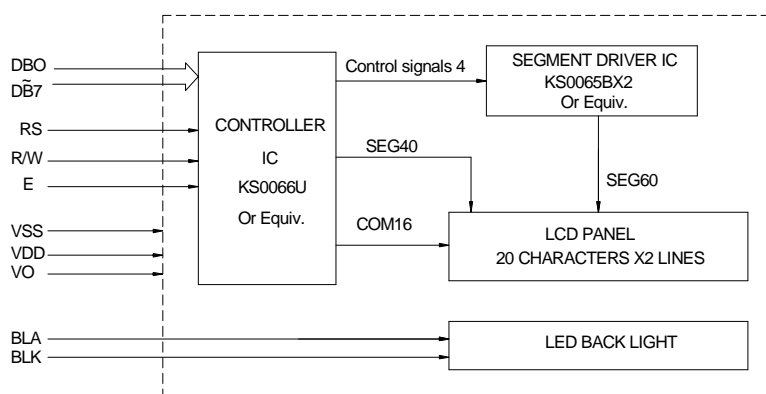 DBO
~
DB7
RS
R/W
E
VSS
VDD
VO
BLA
BLK
CONTROLLER
IC
KS0066U
Or Equiv.
Control signals 4
SEG40
COM16
SEGMENT DRIVER IC
KS0065BX2
Or Equiv.
SEG60
LCD PANEL
20 CHARACTERS X2 LINES
LED BACK LIGHT